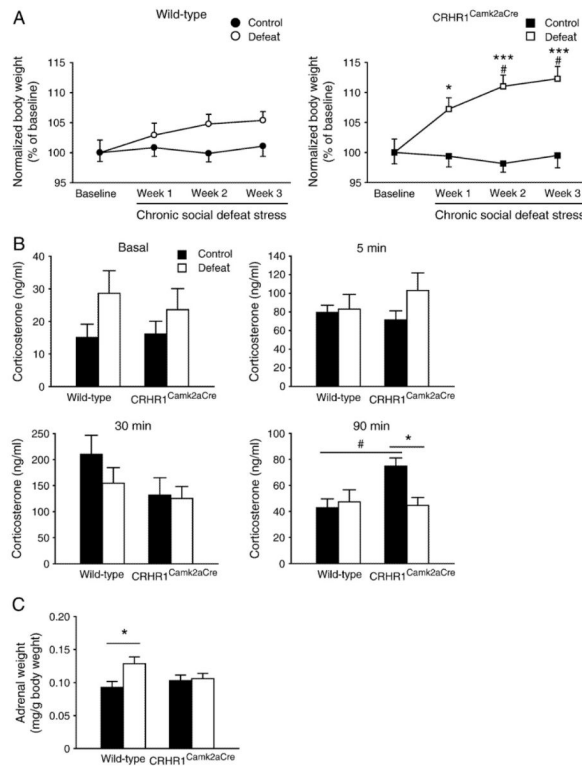 A
Wild-type
Control
Defeat
CRHR1Camk2aCre
Control
Defeat
Normalized body weight
(% of baseline)
115
110
105
100
95
Baseline Week 1 Week 2 Week 3
Chronic social defeat stress
Normalized body weight
(% of baseline)
115
110
105
100
95
*
***
#
***
#
Baseline Week 1 Week 2 Week 3
Chronic social defeat stress
B
Basal
Control
Defeat
Corticosterone (ng/ml)
40
30
20
10
0
Wild-type CRHR1Camk2aCre
5 min
Corticosterone (ng/ml)
140
120
100
80
60
40
20
0
Wild-type CRHR1Camk2aCre
30 min
Corticosterone (ng/ml)
250
200
150
100
50
0
Wild-type CRHR1Camk2aCre
90 min
Corticosterone (ng/ml)
100
80
60
40
20
0
#
*
Wild-type CRHR1Camk2aCre
C
Adrenal weight
(mg/g body weght)
0.20
0.15
0.10
0.05
0.00
*
Wild-type CRHR1Camk2aCre